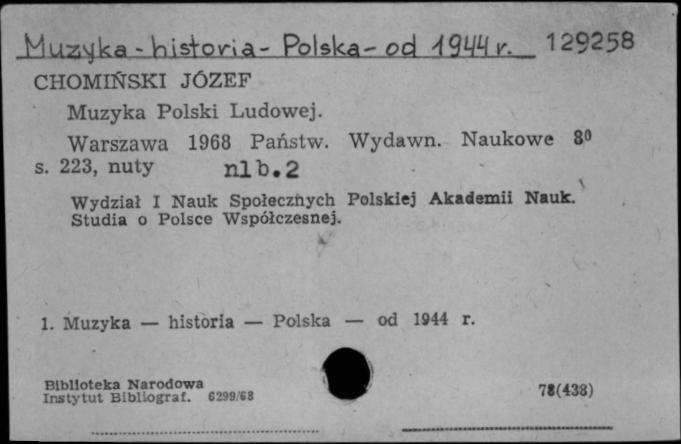 Muzyka - historia - Polska - od 1944 r. 129258
CHOMIŃSKI JÓZEF
Muzyka Polski Ludowej.
Warszawa 1968 Państw. Wydawn. Naukowe 8⁰
s. 223, nuty nlb.2
Wydział I Nauk Społecznych Polskiej Akademii Nauk.
Studia o Polsce Współczesnej.
1. Muzyka — historia — Polska — od 1944 r.
Biblioteka Narodowa
Instytut Bibliograf. 6299/68
78(438)